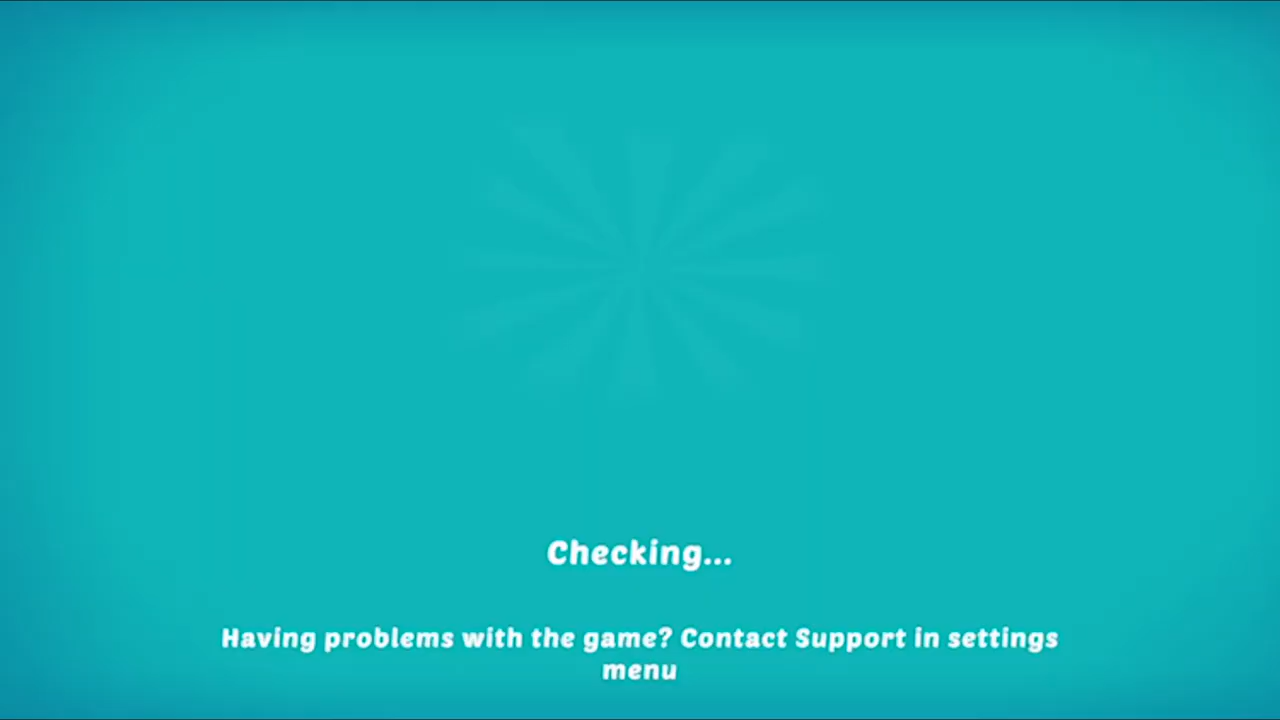 Checking...
Having problems with the game? Contact Support in settings
menu